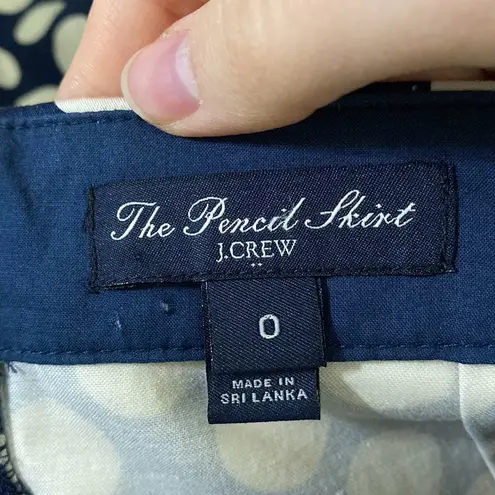 The Pencil Skirt
J.CREW
0
MADE IN
SRI LANKA